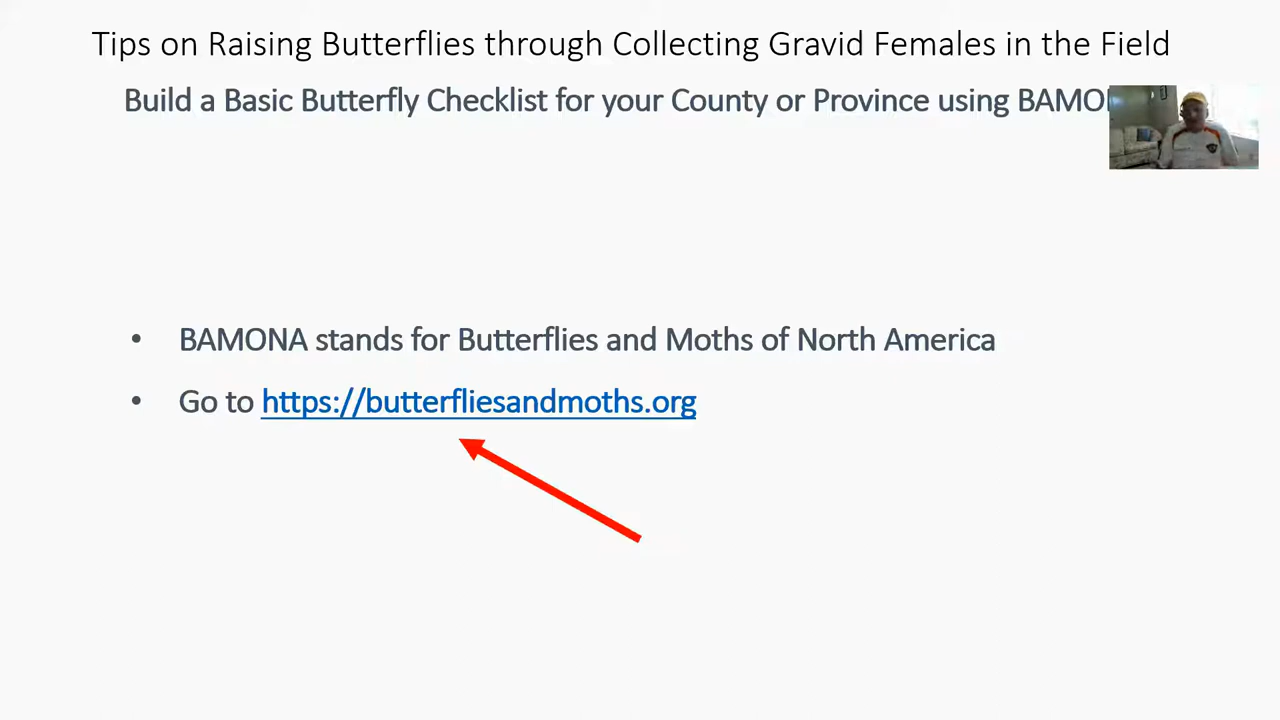 Tips on Raising Butterflies through Collecting Gravid Females in the Field
Build a Basic Butterfly Checklist for your County or Province using
• BAMONA stands for Butterflies and Moths of North America
• Go to https://butterfliesandmoths.org